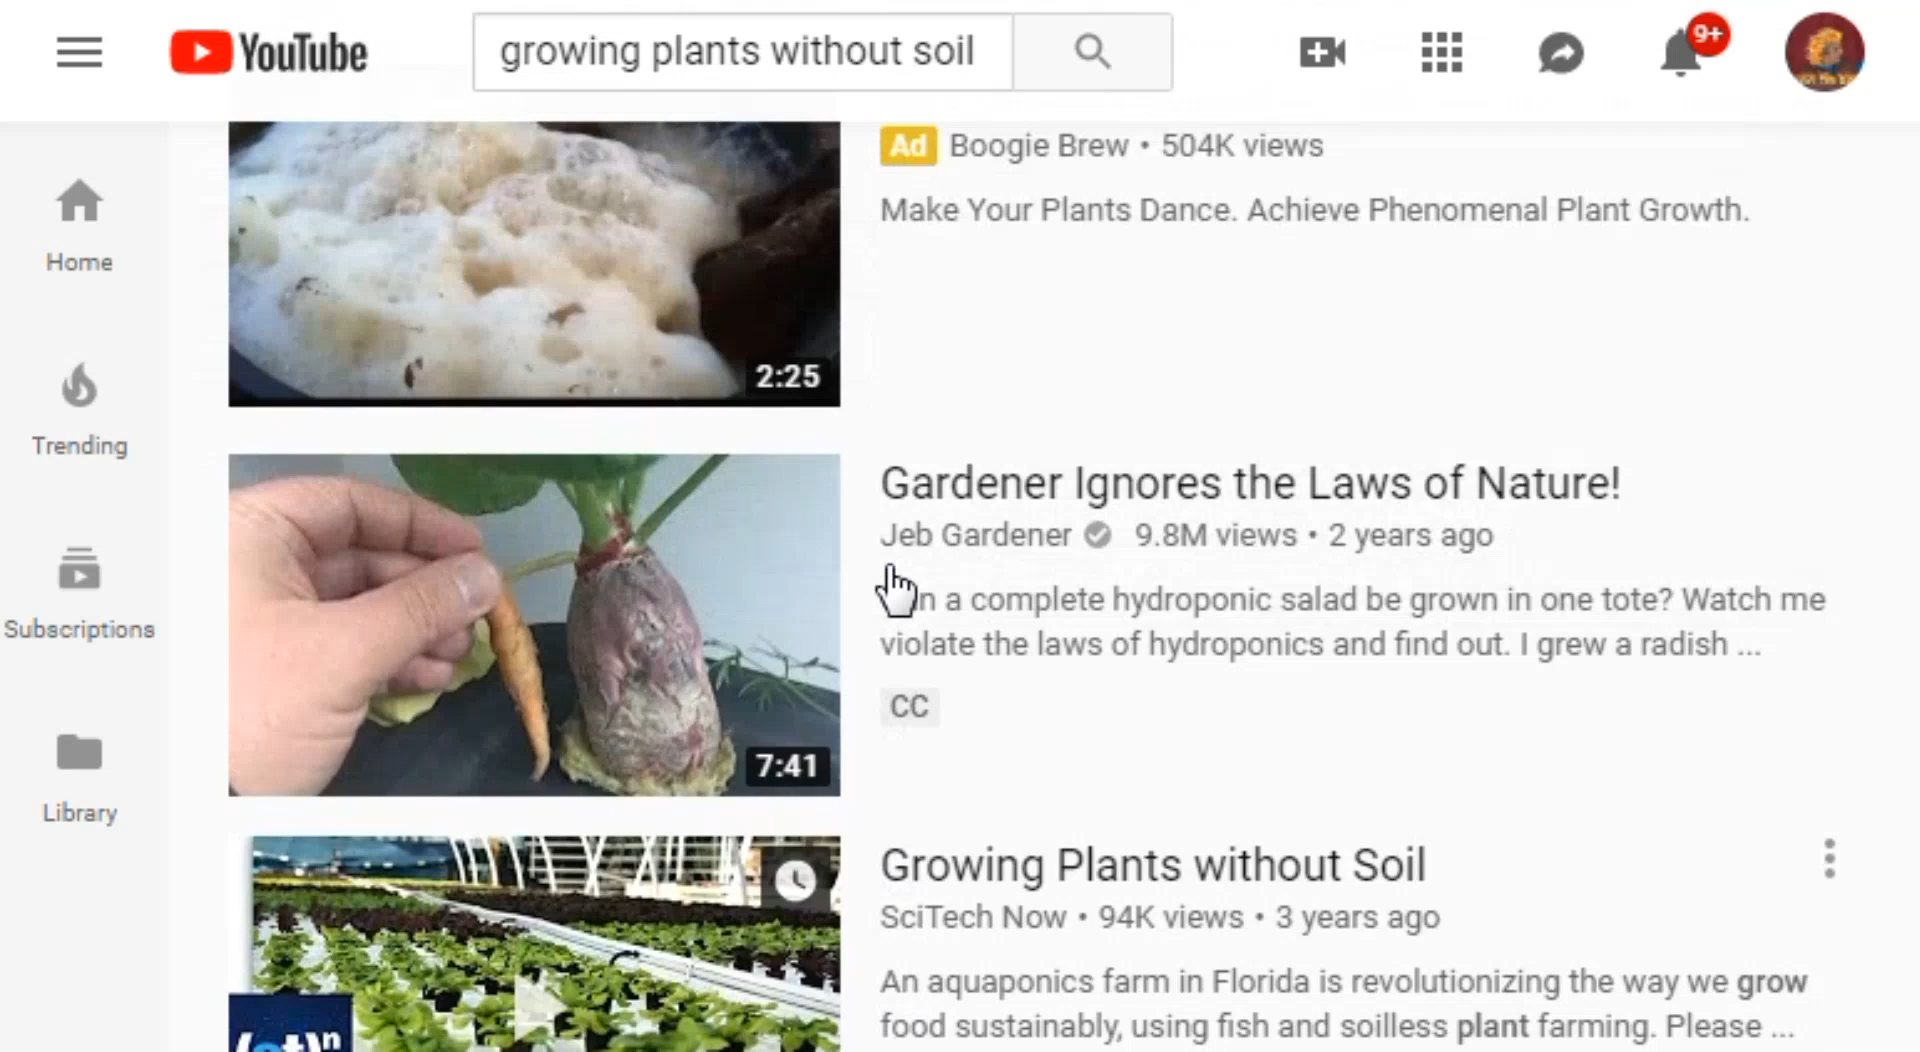 YouTube
growing plants without soil
9+
Ad Boogie Brew • 504K views
Make Your Plants Dance. Achieve Phenomenal Plant Growth.
2:25
Home
Trending
Subscriptions
Library
Gardener Ignores the Laws of Nature!
Jeb Gardener 9.8M views • 2 years ago
n a complete hydroponic salad be grown in one tote? Watch me
violate the laws of hydroponics and find out. I grew a radish ...
CC
7:41
Growing Plants without Soil
SciTech Now • 94K views • 3 years ago
An aquaponics farm in Florida is revolutionizing the way we grow
food sustainably, using fish and soilless plant farming. Please ...